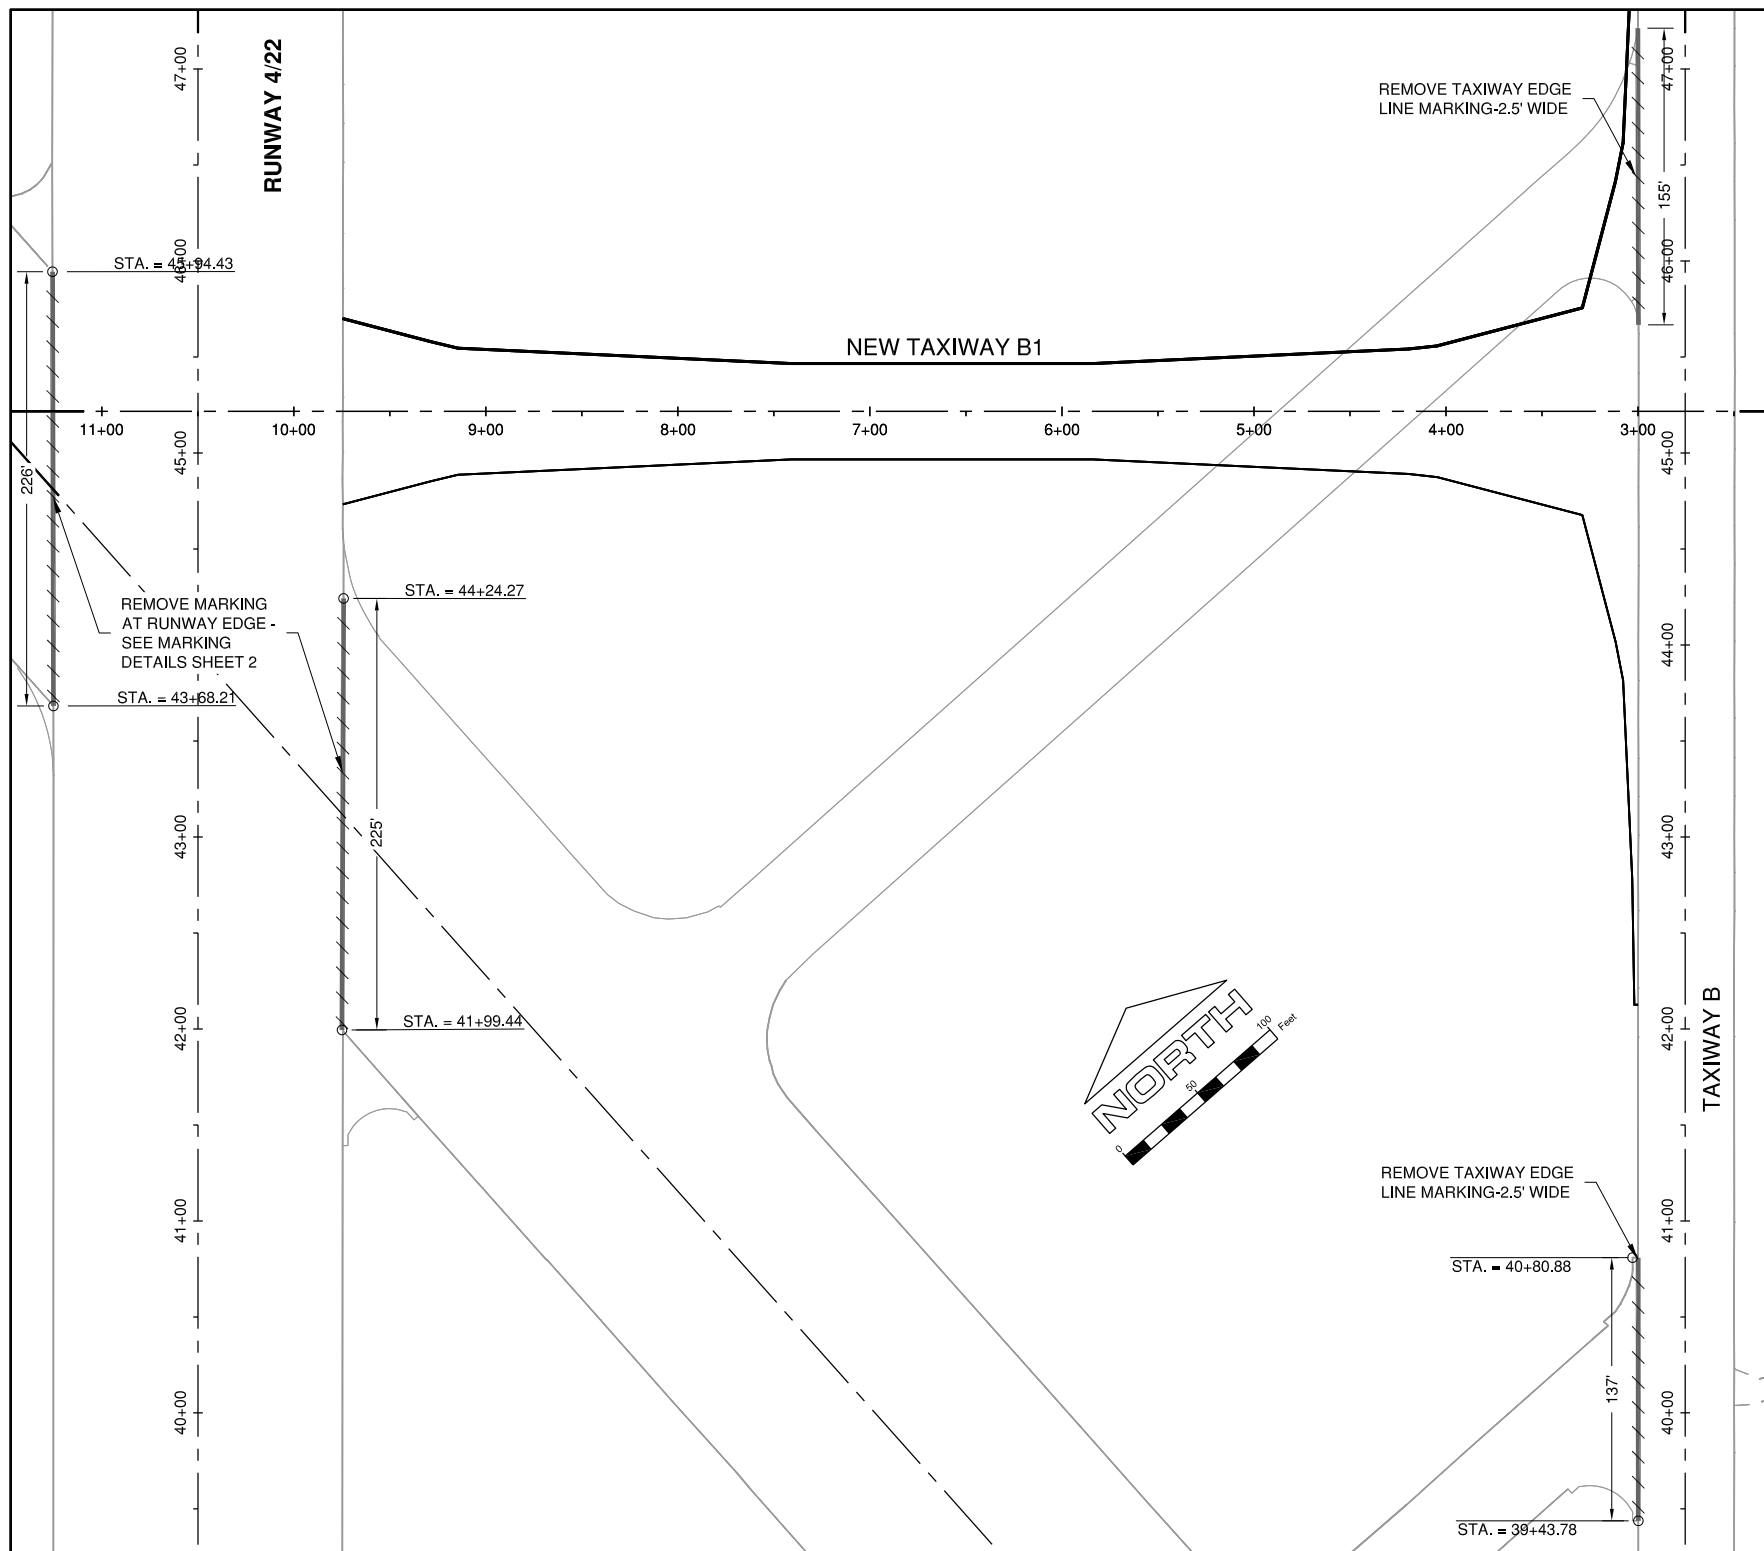 RUNWAY 4/22
47+00
46+00
45+00
44+00
43+00
42+00
41+00
40+00
REMOVE TAXIWAY EDGE
LINE MARKING-2.5' WIDE
155'
47+00
46+00
45+00
44+00
43+00
42+00
41+00
40+00
STA. = 45+94.43
226'
NEW TAXIWAY B1
11+00
10+00
9+00
8+00
7+00
6+00
5+00
4+00
3+00
REMOVE MARKING
AT RUNWAY EDGE -
SEE MARKING
DETAILS SHEET 2
STA. = 43+68.21
STA. = 44+24.27
225'
STA. = 41+99.44
NORTH
0
50
100
Feet
TAXIWAY B
REMOVE TAXIWAY EDGE
LINE MARKING-2.5' WIDE
STA. = 40+80.88
137'
STA. = 39+43.78